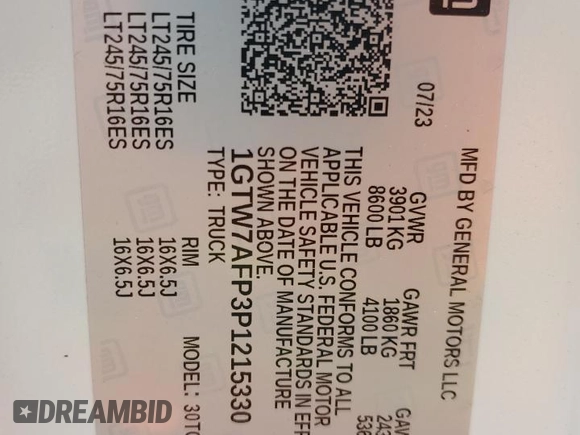 MFD BY GENERAL MOTORS LLC
07/23
GVWR GAWR FRT
3901 KG 1860 KG
8600 LB 4100 LB
THIS VEHICLE CONFORMS TO ALL
APPLICABLE U.S. FEDERAL MOTOR
VEHICLE SAFETY STANDARDS IN
ON THE DATE OF MANUFACTURE
SHOWN ABOVE.
1GTW7AFP3P1215330
TYPE: TRUCK MODEL:
TIRE SIZE RIM
LT245/75R16ES 16X6.5J
LT245/75R16ES 16X6.5J
LT245/75R16ES 16X6.5J
DREAMBID